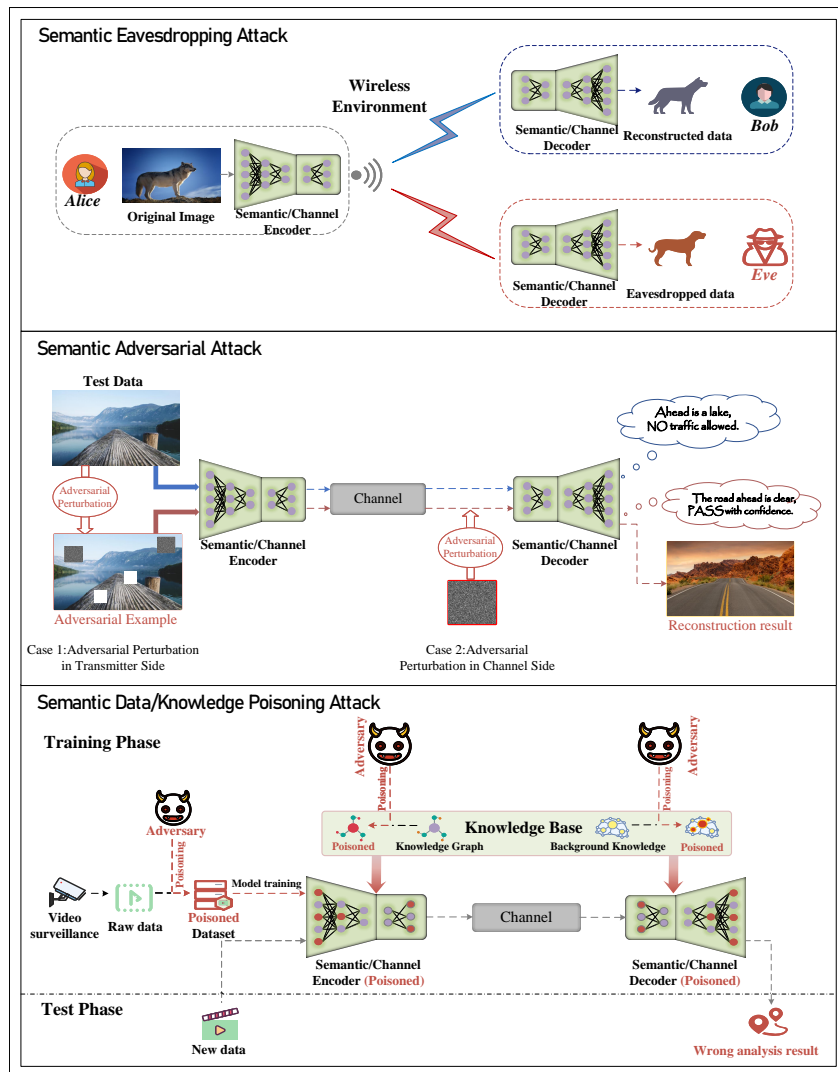 Semantic Eavesdropping Attack
Wireless
Environment
Alice
Original Image
Semantic/Channel
Encoder
Semantic/Channel
Decoder
Reconstructed data
Bob
Semantic/Channel
Decoder
Eavesdropped data
Eve
Semantic Adversarial Attack
Test Data
Adversarial
Perturbation
Adversarial Example
Case 1:Adversarial Perturbation
in Transmitter Side
Semantic/Channel
Encoder
Channel
Adversarial
Perturbation
Case 2:Adversarial
Perturbation in Channel Side
Semantic/Channel
Decoder
Ahead is a lake,
NO traffic allowed.
The road ahead is clear,
PASS with confidence.
Reconstruction result
Semantic Data/Knowledge Poisoning Attack
Training Phase
Adversary
Poisoning
Adversary
Poisoning
Adversary
Poisoning
Knowledge Base
Poisoned
Knowledge Graph
Background Knowledge
Poisoned
Video
surveillance
Raw data
Poisoned
Dataset
Model training
Semantic/Channel
Encoder (Poisoned)
Channel
Semantic/Channel
Decoder (Poisoned)
Test Phase
New data
Wrong analysis result